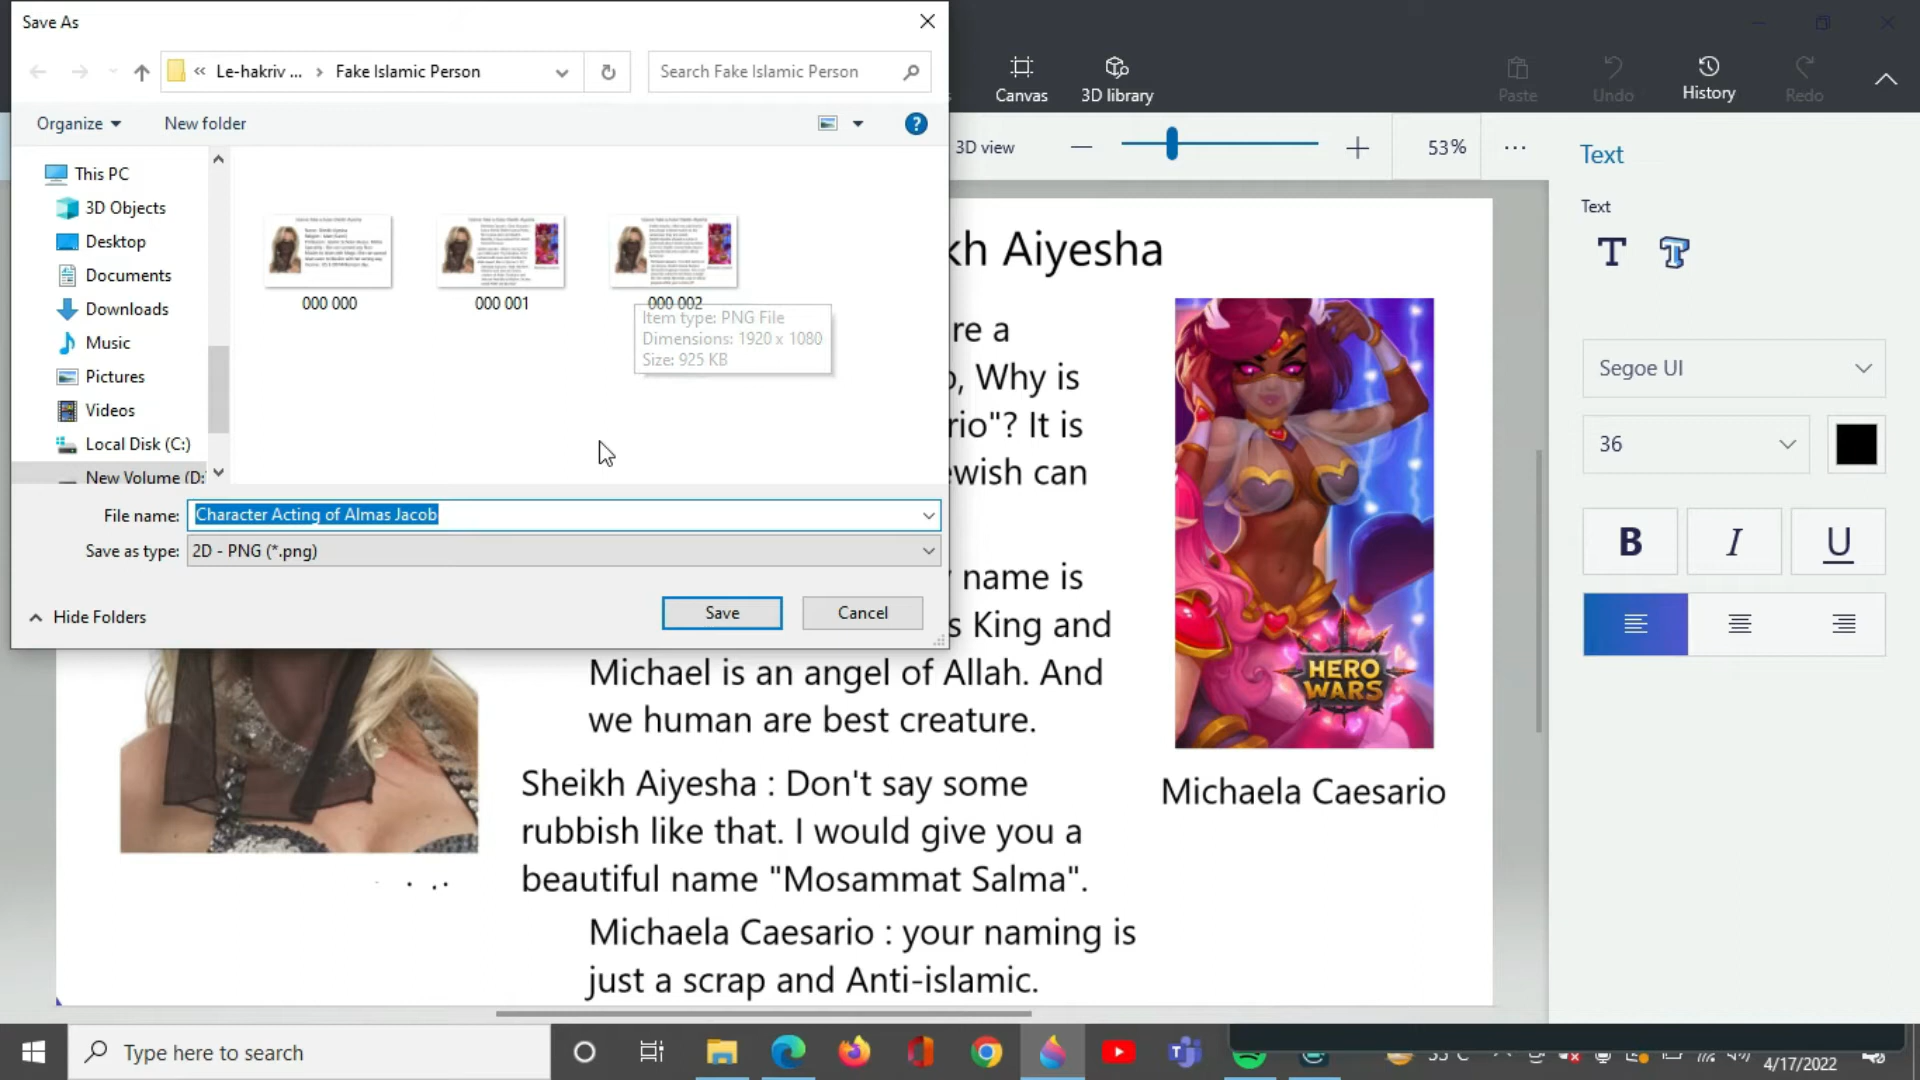 Save As
Le-hakriv ... › Fake Islamic Person
Search Fake Islamic Person
Canvas
3D library
Paste
Undo
History
Redo
Organize
New folder
3D view
53%
Text
This PC
3D Objects
Desktop
Documents
Downloads
Music
Pictures
Videos
Local Disk (C:)
New Volume (D:
000 000
000 001
000 002
Item type: PNG File
Dimensions: 1920 x 1080
Size: 925 KB
File name: Character Acting of Almas Jacob
Save as type: 2D - PNG (*.png)
Hide Folders
Save
Cancel
kh Aiyesha
re a
, Why is
rio"? It is
wish can
name is
s King and
Michael is an angel of Allah. And
we human are best creature.
Sheikh Aiyesha : Don't say some
rubbish like that. I would give you a
beautiful name "Mosammat Salma".
Michaela Caesario : your naming is
just a scrap and Anti-islamic.
HERO
WARS
Michaela Caesario
Text
Segoe UI
36
B
I
U
Type here to search
4/17/2022